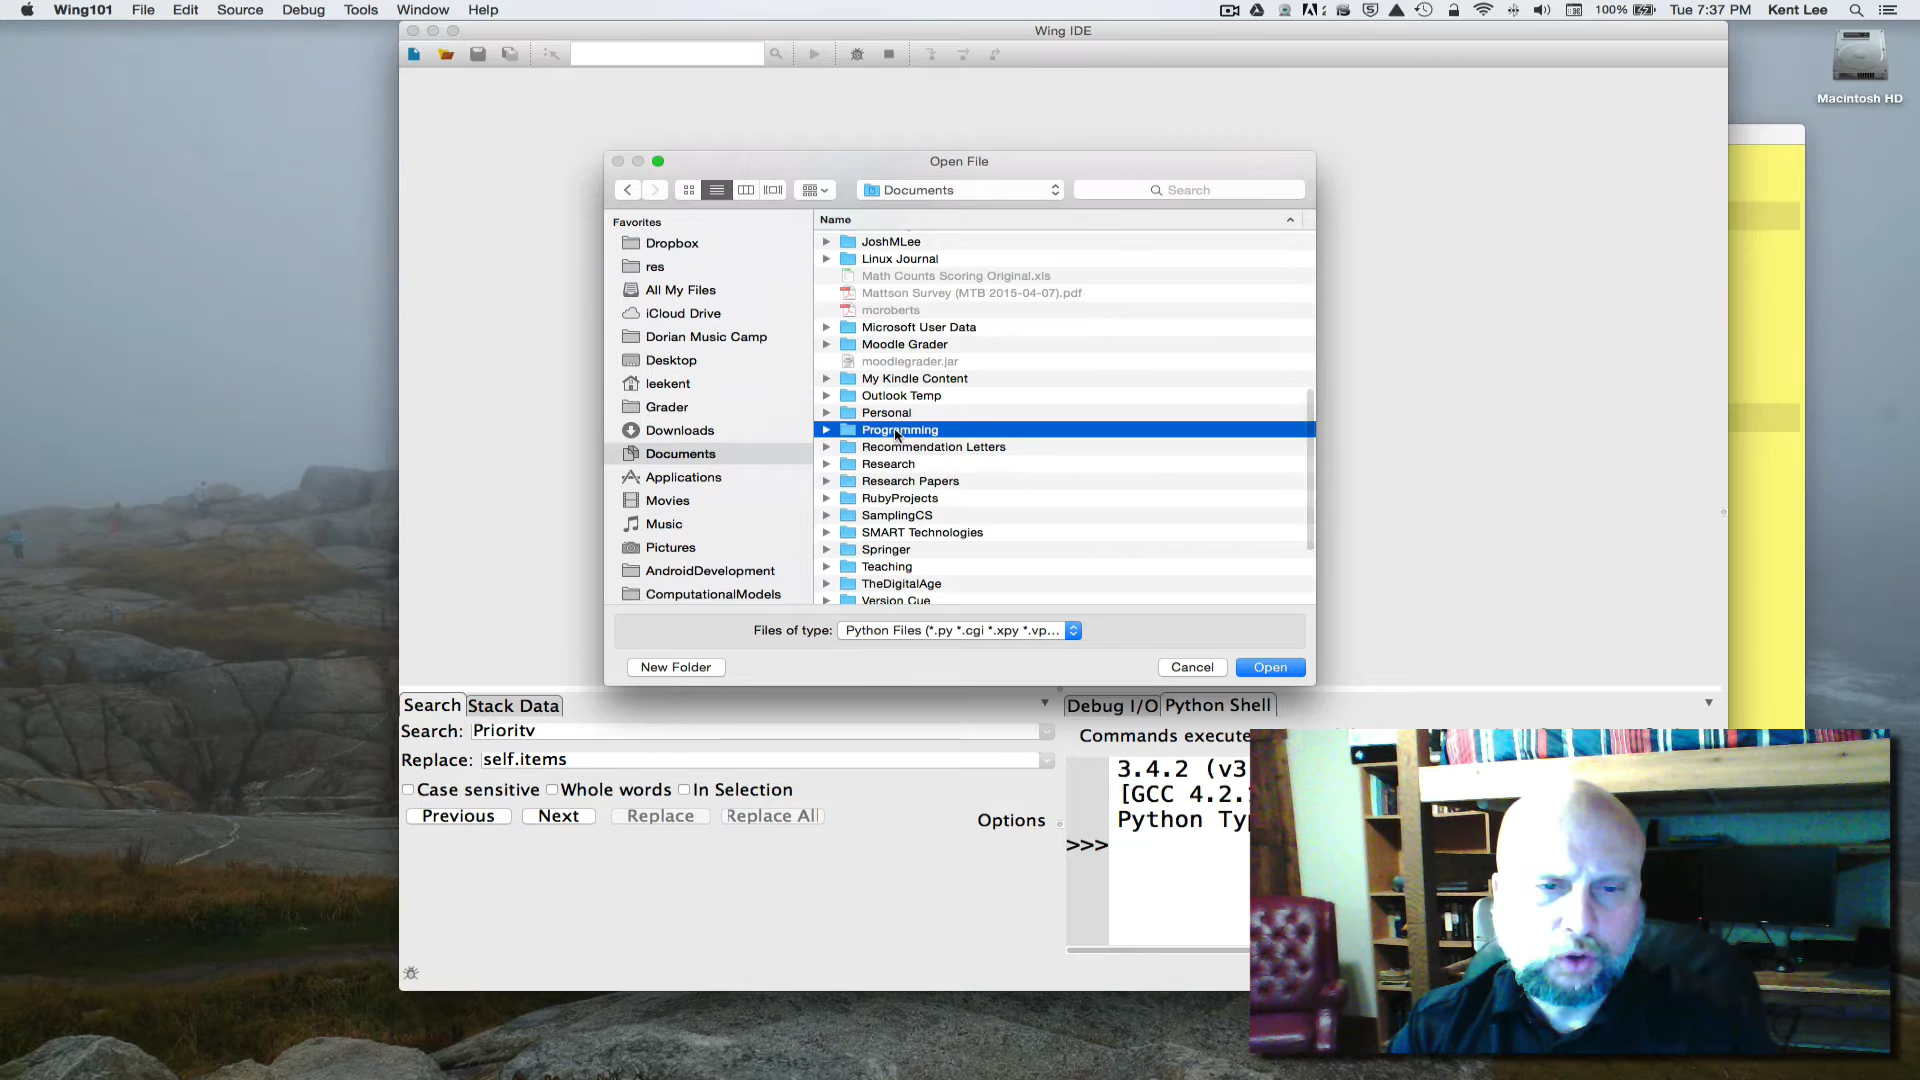 Wing101 File Edit Source Debug Tools Window Help
100% Tue 7:37 PM Kent Lee
Wing IDE
Macintosh HD
Open File
Documents
Search
Favorites
Dropbox
res
All My Files
iCloud Drive
Dorian Music Camp
Desktop
leekent
Grader
Downloads
Documents
Applications
Movies
Music
Pictures
AndroidDevelopment
ComputationalModels
Name
JoshMLee
Linux Journal
Math Counts Scoring Original.xls
Mattson Survey (MTB 2015-04-07).pdf
mcroberts
Microsoft User Data
Moodle Grader
moodlegrader.jar
My Kindle Content
Outlook Temp
Personal
Programming
Recommendation Letters
Research
Research Papers
RubyProjects
SamplingCS
SMART Technologies
Springer
Teaching
TheDigitalAge
Version Cue
Files of type: Python Files (*.py *.cgi *.xpy *.vp...
New Folder
Cancel Open
Search Stack Data
Search: Priority
Replace: self.items
Case sensitive Whole words In Selection
Previous Next Replace Replace All
Options
Debug I/O Python Shell
Commands execute
3.4.2 (v3
[GCC 4.2.
Python Ty
>>>